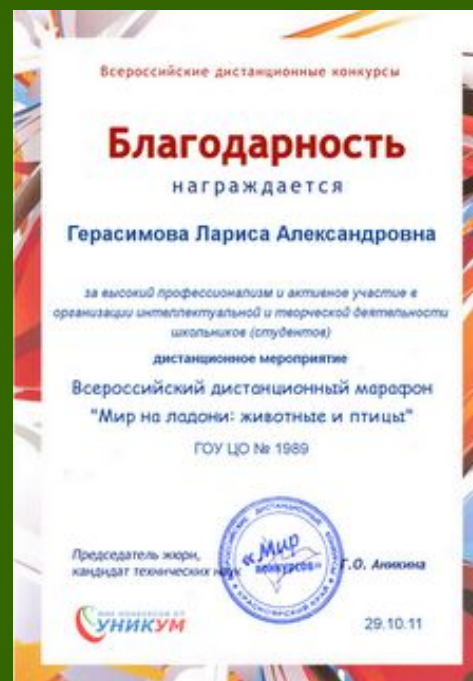 Всероссийские дистанционные конкурсы
Благодарность
награждается
Герасимова Лариса Александровна
за высокий профессионализм и активное участие в
организации интеллектуальной и творческой деятельности
школьников (студентов)
дистанционное мероприятие
Всероссийский дистанционный марафон
"Мир на ладони: животные и птицы"
ГОУ ЦО № 1989
Председатель жюри,
кандидат технических наук
«Мир
конкурсов»
Г.О. Аникина
УНИКУМ
29.10.11